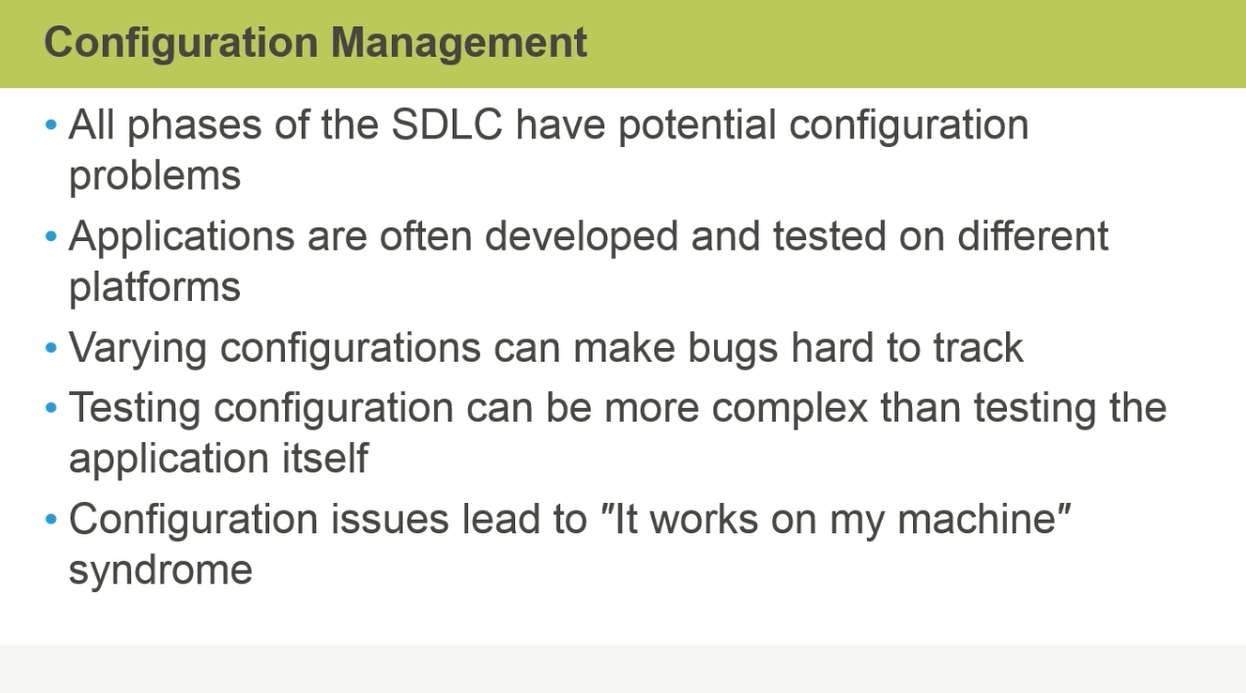 Configuration Management
• All phases of the SDLC have potential configuration
problems
• Applications are often developed and tested on different
platforms
• Varying configurations can make bugs hard to track
• Testing configuration can be more complex than testing the
application itself
• Configuration issues lead to "It works on my machine"
syndrome